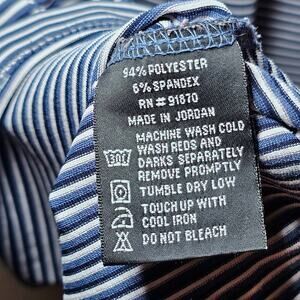 94% POLYESTER
6% SPANDEX
RN # 91870
MADE IN JORDAN
MACHINE WASH COLD
WASH REDS AND
DARKS SEPARATELY
REMOVE PROMPTLY
TUMBLE DRY LOW
TOUCH UP WITH
COOL IRON
DO NOT BLEACH